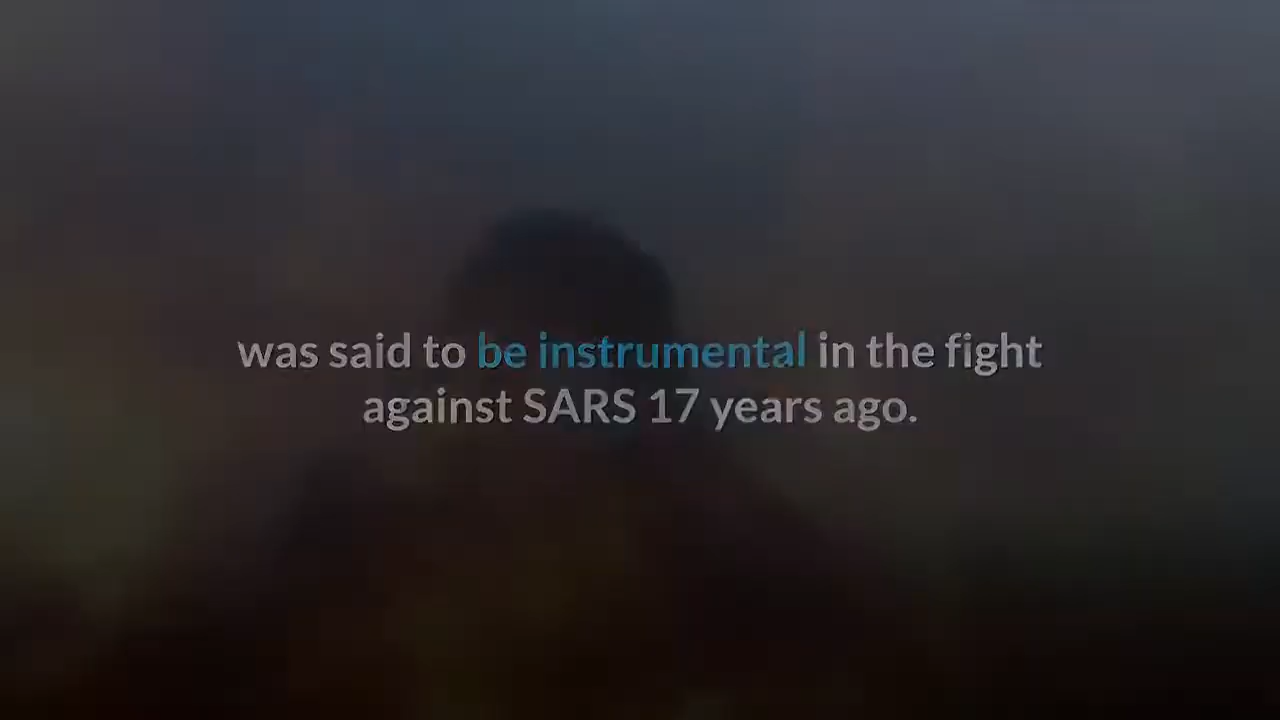 was said to be instrumental in the fight
against SARS 17 years ago.